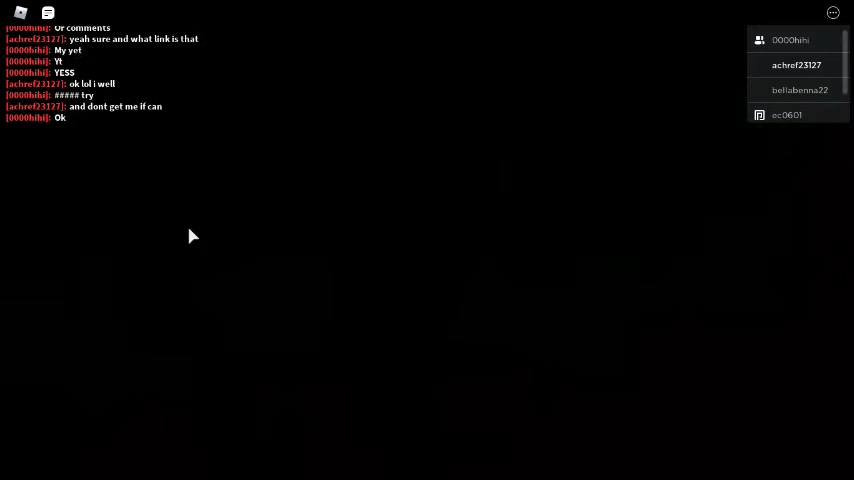 [0000hihi]: Or comments
[achref23127]: yeah sure and what link is that
[0000hihi]: My yet
[0000hihi]: Yt
[0000hihi]: YESS
[achref23127]: ok lol i well
[0000hihi]: ##### try
[achref23127]: and dont get me if can
[0000hihi]: Ok
0000hihi
achref23127
bellabenna22
ec0601